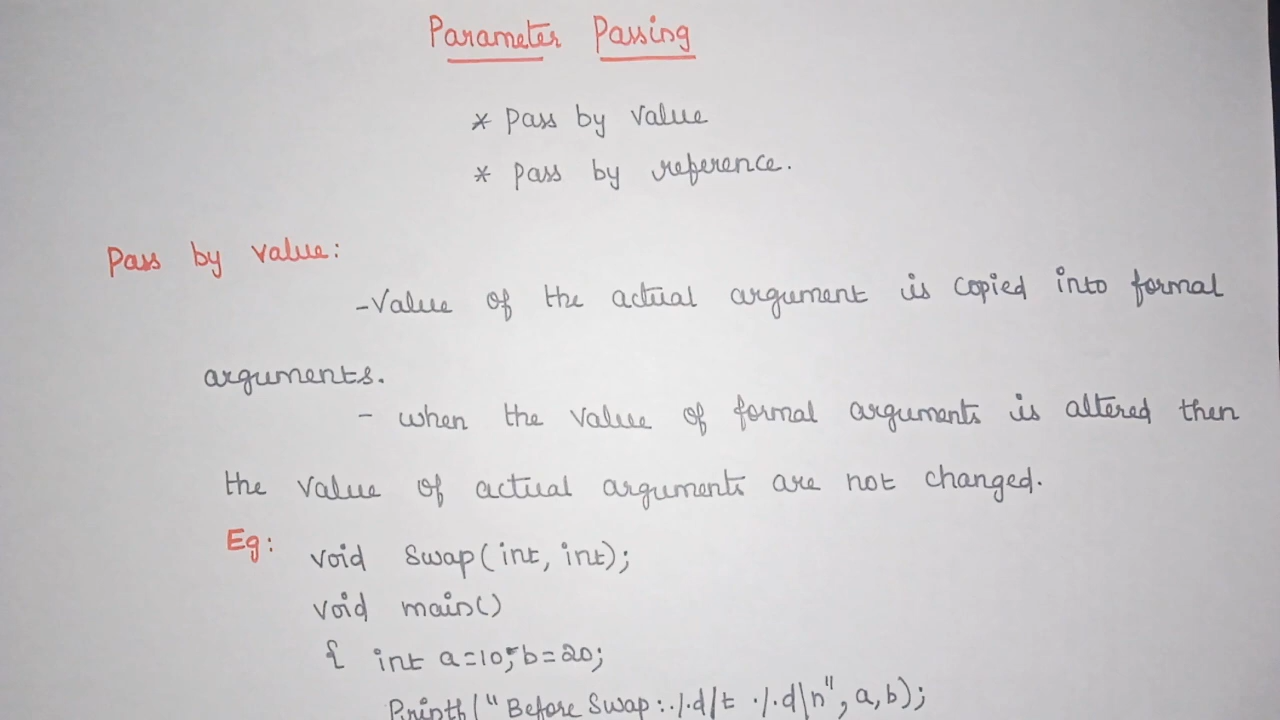 Parameter Passing
* Pass by value
* Pass by reference.
Pass by value:
- Value of the actual argument is copied into formal
arguments.
- when the value of formal arguments is altered then
the value of actual arguments are not changed.
Eg: void Swap(int, int);
void main()
{ int a=10, b=20;
Printf("Before Swap: %d/t %d\n", a,b);